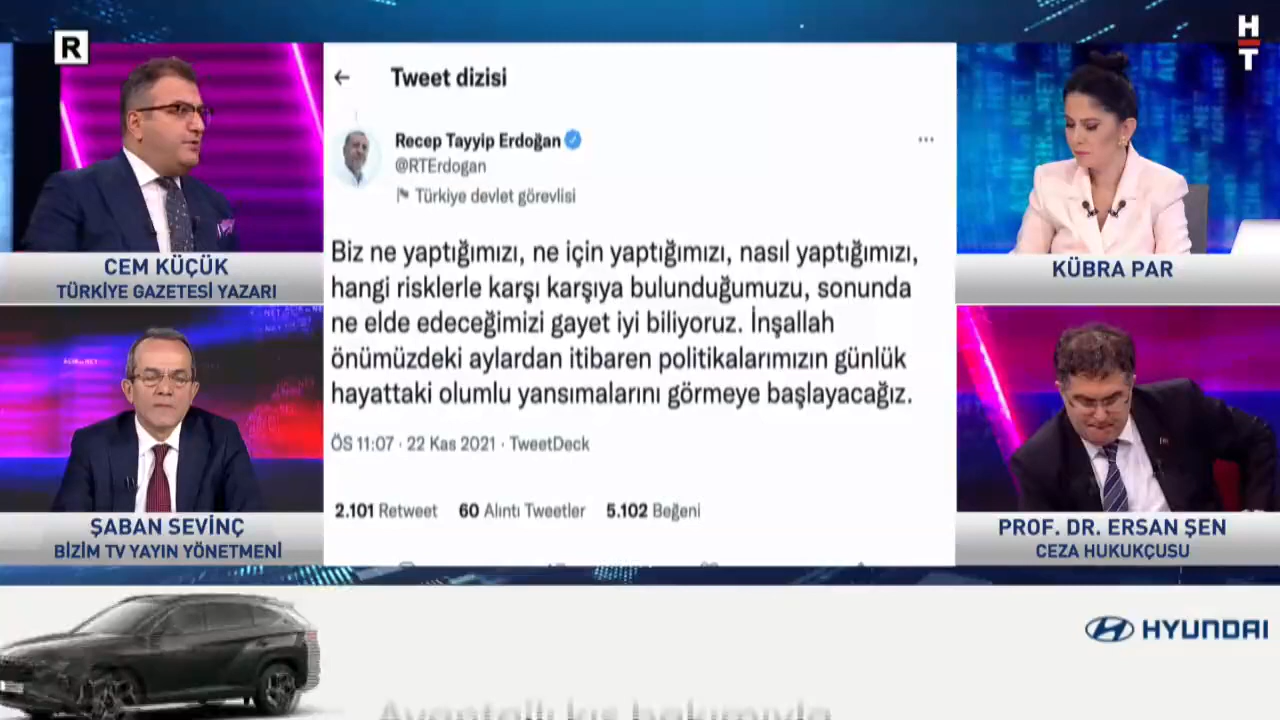 R
HT
Tweet dizisi
Recep Tayyip Erdoğan
@RTErdogan
Türkiye devlet görevlisi
Biz ne yaptığımızı, ne için yaptığımızı, nasıl yaptığımızı,
hangi risklerle karşı karşıya bulunduğumuzu, sonunda
ne elde edeceğimizi gayet iyi biliyoruz. İnşallah
önümüzdeki aylardan itibaren politikalarımızın günlük
hayattaki olumlu yansımalarını görmeye başlayacağız.
ÖS 11:07 · 22 Kas 2021 · TweetDeck
2.101 Retweet 60 Alıntı Tweetler 5.102 Beğeni
CEM KÜÇÜK
TÜRKİYE GAZETESİ YAZARI
KÜBRA PAR
ŞABAN SEVİNÇ
BİZİM TV YAYIN YÖNETMENİ
PROF. DR. ERSAN ŞEN
CEZA HUKUKÇUSU
HYUNDAI
Avantajlı kış bakımıyla